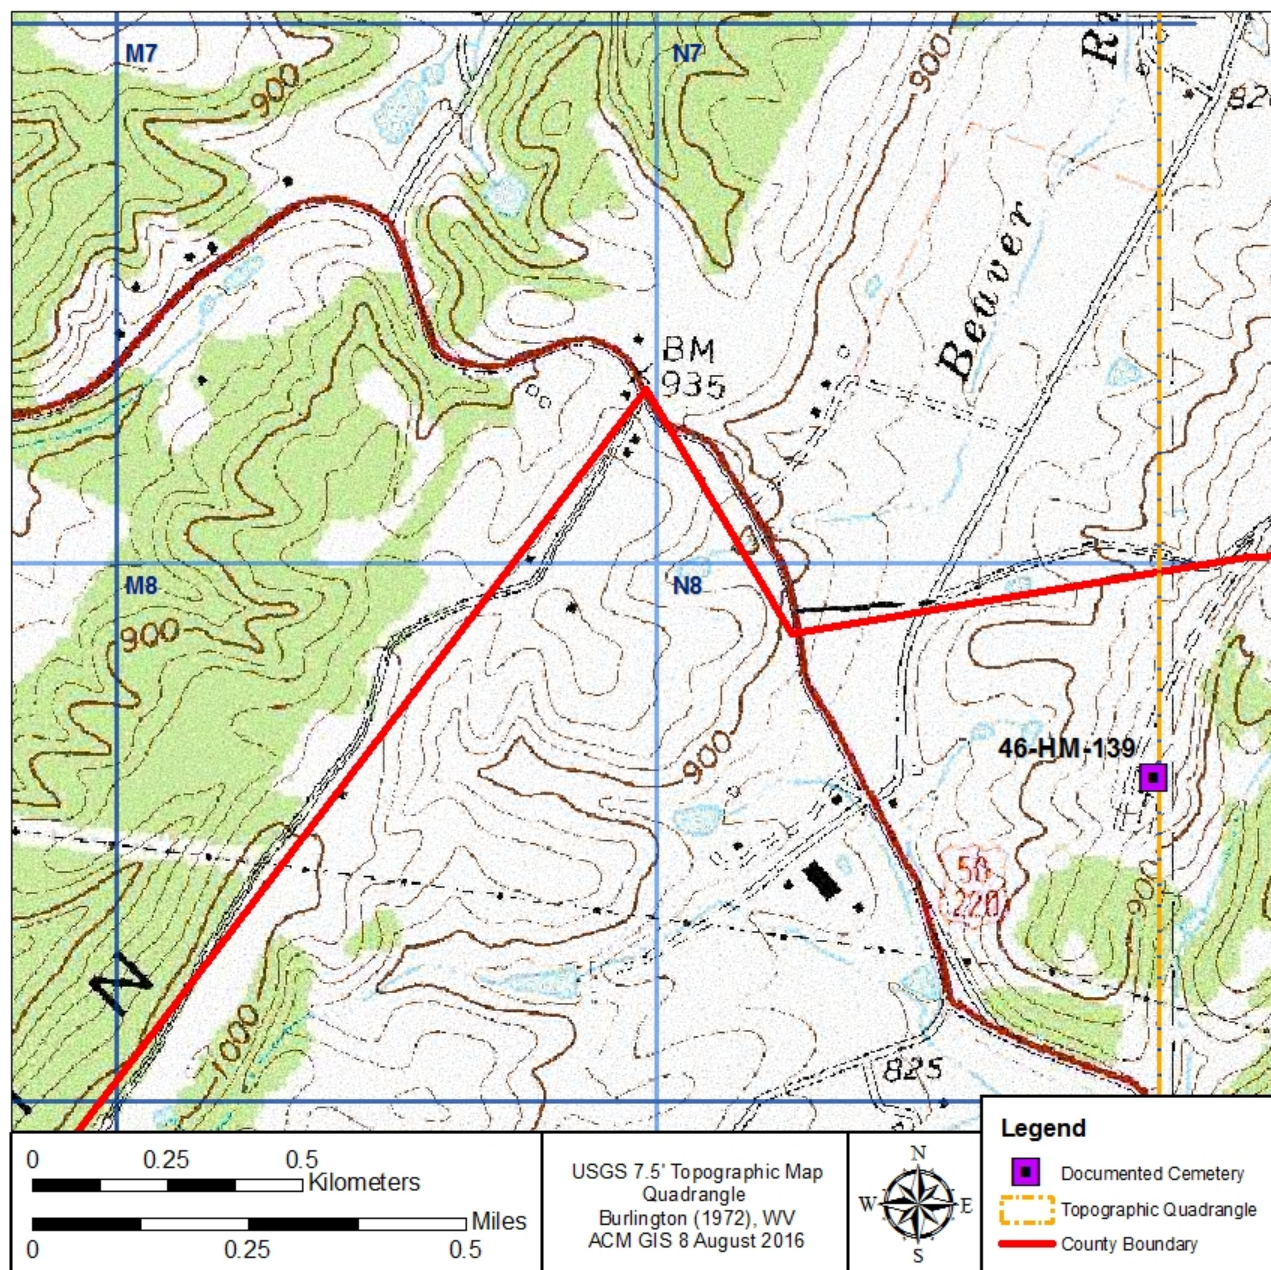 M7
N7
900
900
R
820
Beaver
BM
935
M8
N8
900
900
46-HM-139
50
220
900
N
1000
825
0 0.25 0.5
Kilometers
Miles
0 0.25 0.5
USGS 7.5' Topographic Map
Quadrangle
Burlington (1972), WV
ACM GIS 8 August 2016
N
W E
S
Legend
Documented Cemetery
Topographic Quadrangle
County Boundary